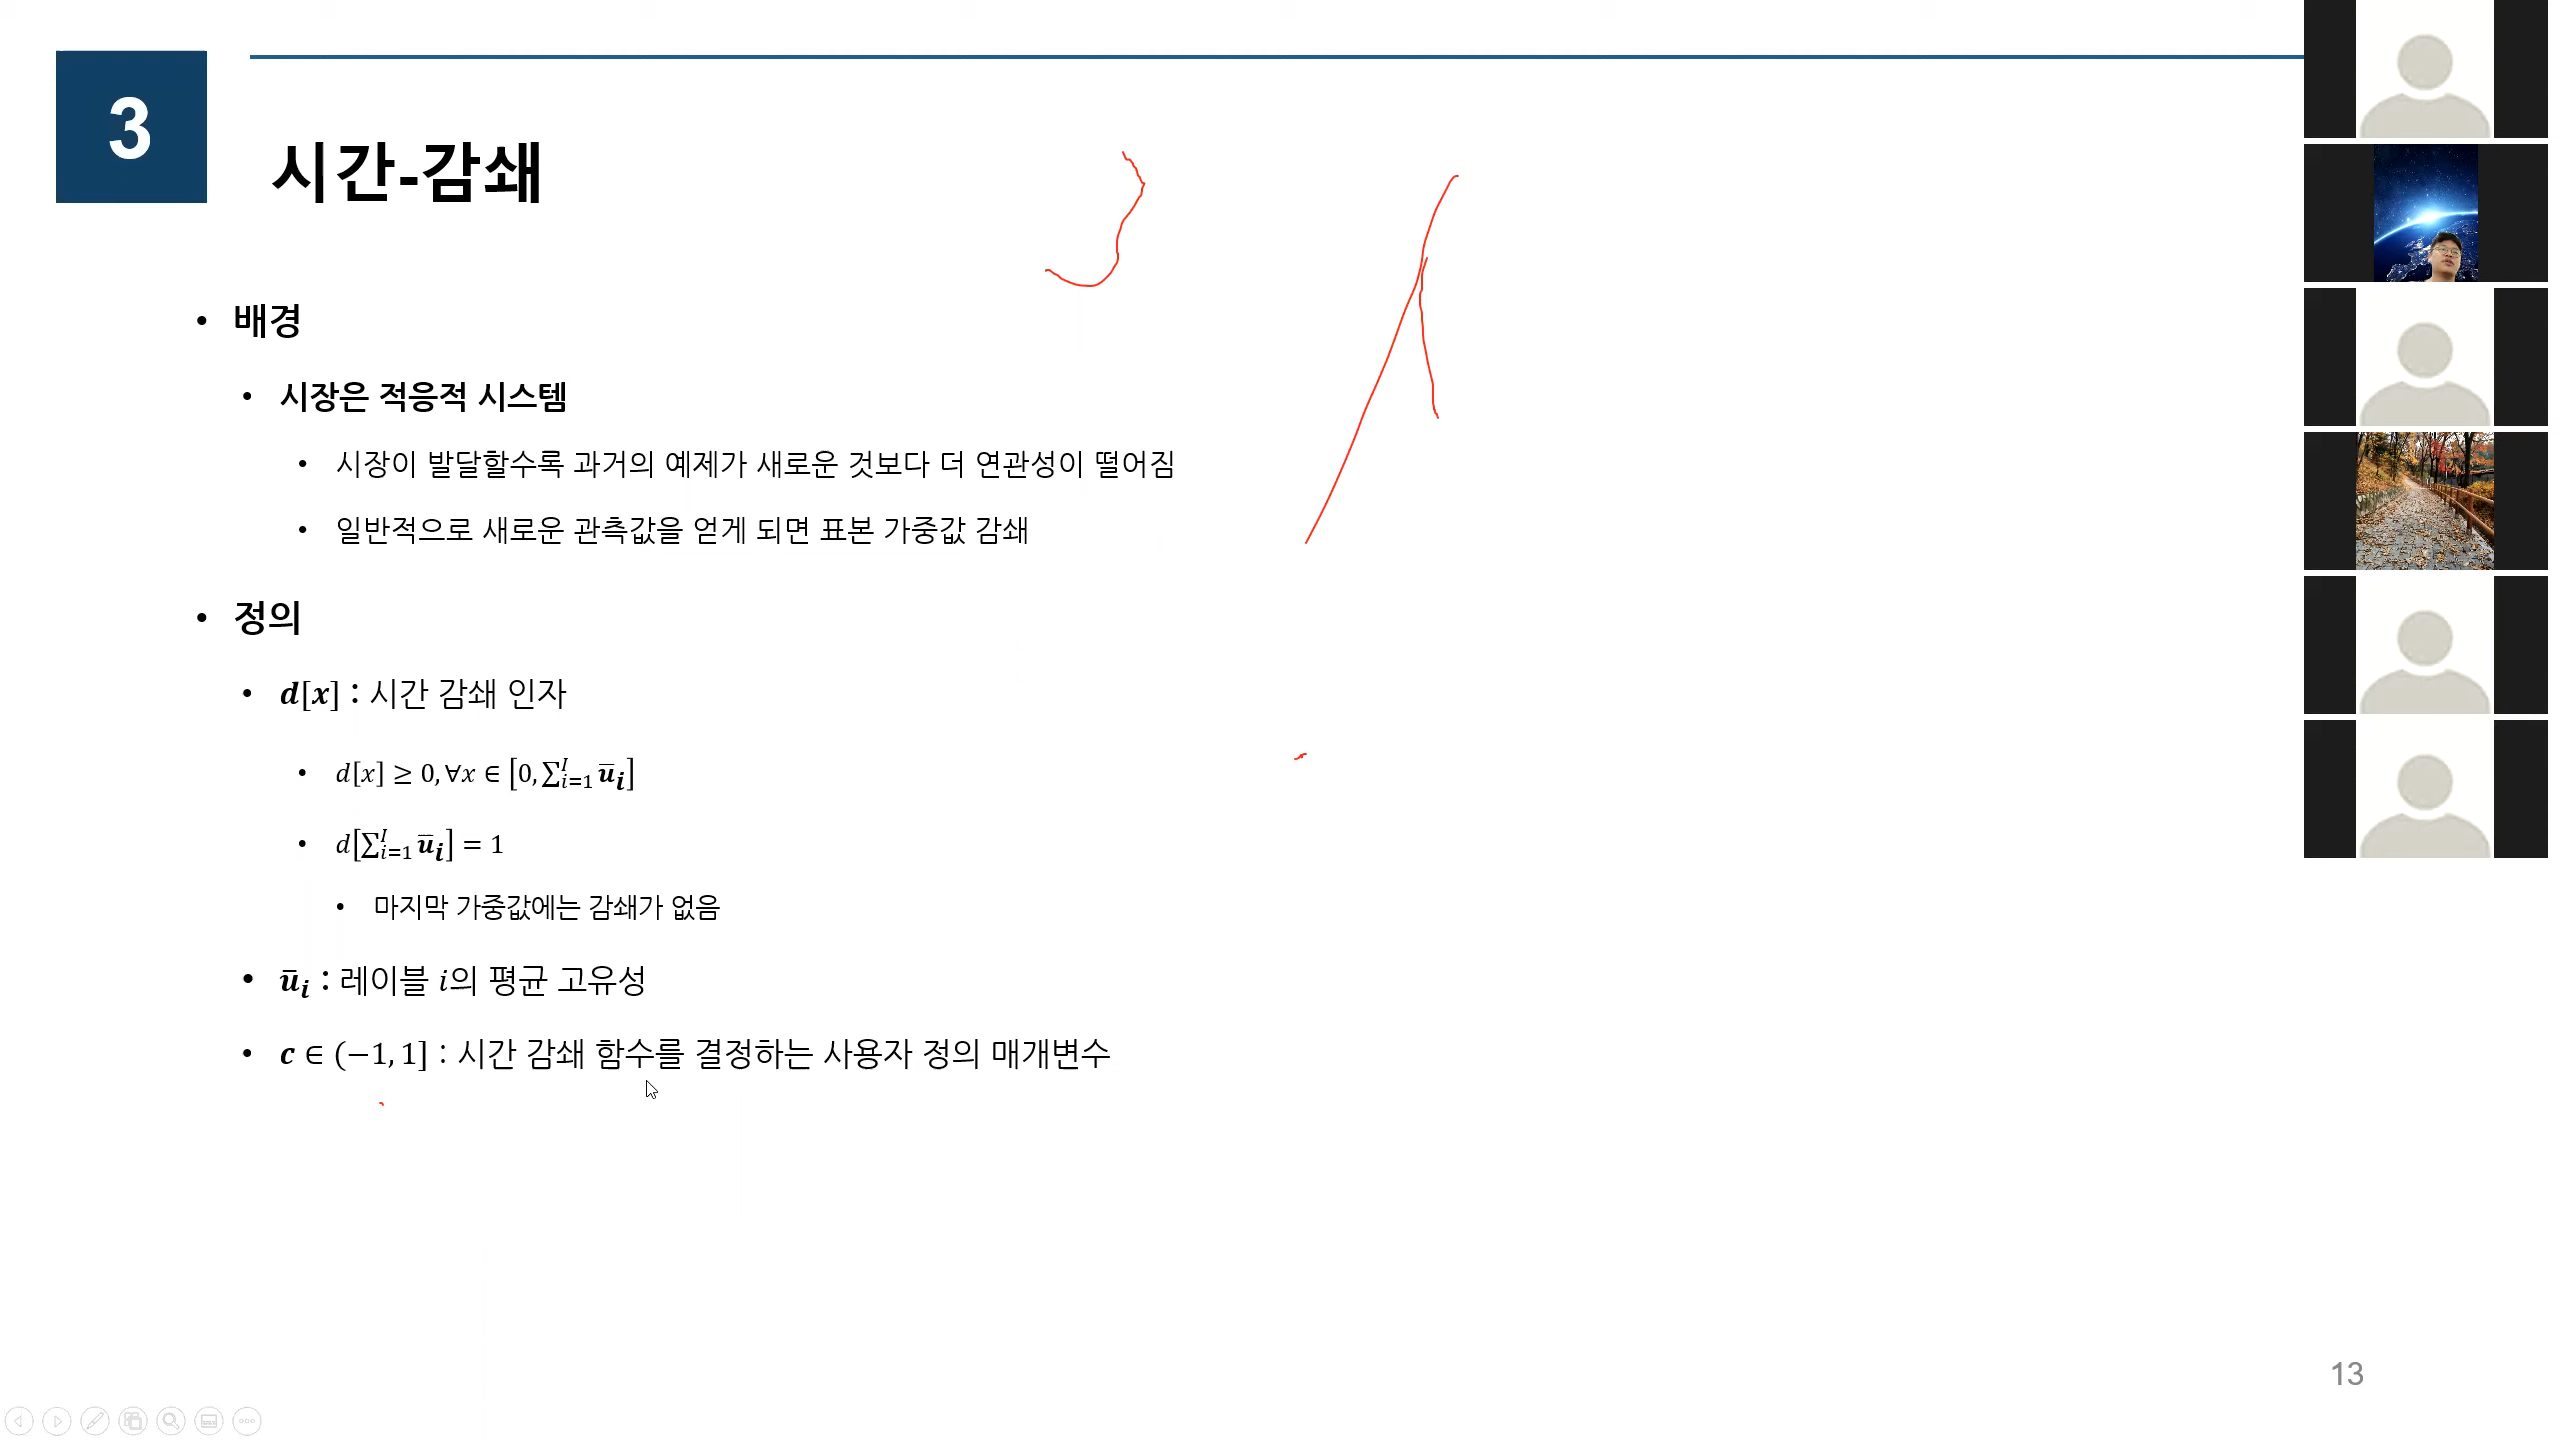 3
시간-감쇄
• 배경
• 시장은 적응적 시스템
• 시장이 발달할수록 과거의 예제가 새로운 것보다 더 연관성이 떨어짐
• 일반적으로 새로운 관측값을 얻게 되면 표본 가중값 감쇄
• 정의
• d[x] : 시간 감쇄 인자
• d[x] ≥ 0, ∀x ∈ [0, ∑ᴵᵢ₌₁ u̅ᵢ]
• d[∑ᴵᵢ₌₁ u̅ᵢ] = 1
• 마지막 가중값에는 감쇄가 없음
• u̅ᵢ : 레이블 i의 평균 고유성
• c ∈ (−1, 1] : 시간 감쇄 함수를 결정하는 사용자 정의 매개변수
13